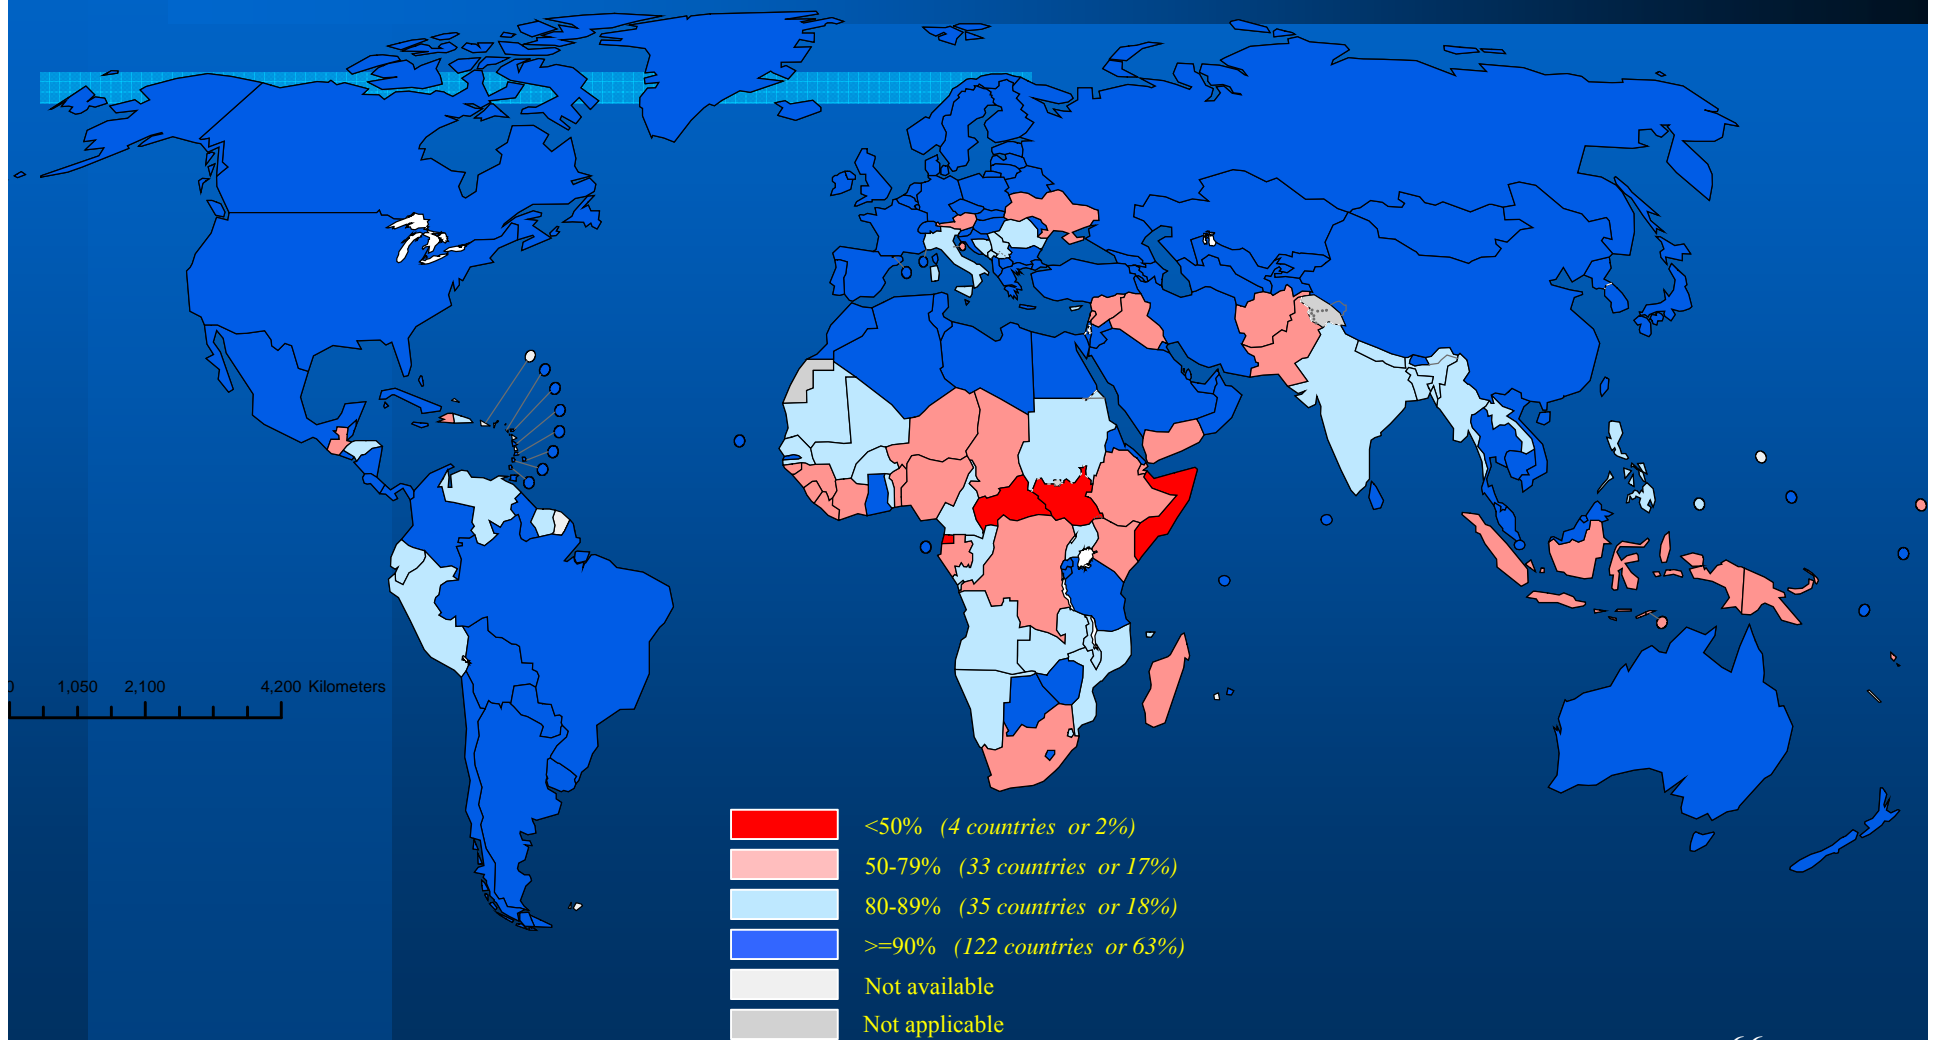 0 1,050 2,100 4,200 Kilometers
<50% (4 countries or 2%)
50-79% (33 countries or 17%)
80-89% (35 countries or 18%)
>=90% (122 countries or 63%)
Not available
Not applicable